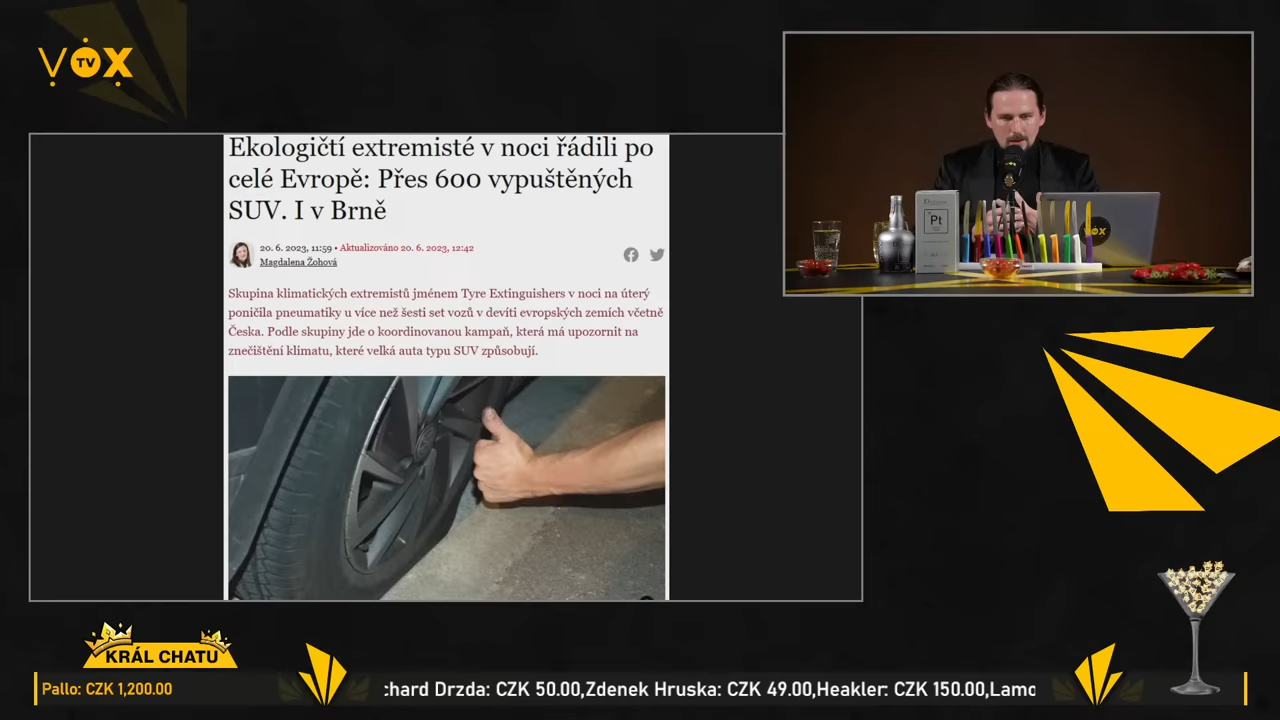 VOX
TV
Ekologičtí extremisté v noci řádili po
celé Evropě: Přes 600 vypuštěných
SUV. I v Brně
20. 6. 2023, 11:59 • Aktualizováno 20. 6. 2023, 12:42
Magdalena Žohová
Skupina klimatických extremistů jménem Tyre Extinguishers v noci na úterý
poničila pneumatiky u více než šesti set vozů v devíti evropských zemích včetně
Česka. Podle skupiny jde o koordinovanou kampaň, která má upozornit na
znečištění klimatu, které velká auta typu SUV způsobují.
Pt
VOX
KRÁL CHATU
Pallo: CZK 1,200.00
chard Drzda: CZK 50.00,Zdenek Hruska: CZK 49.00,Heakler: CZK 150.00,Lamo